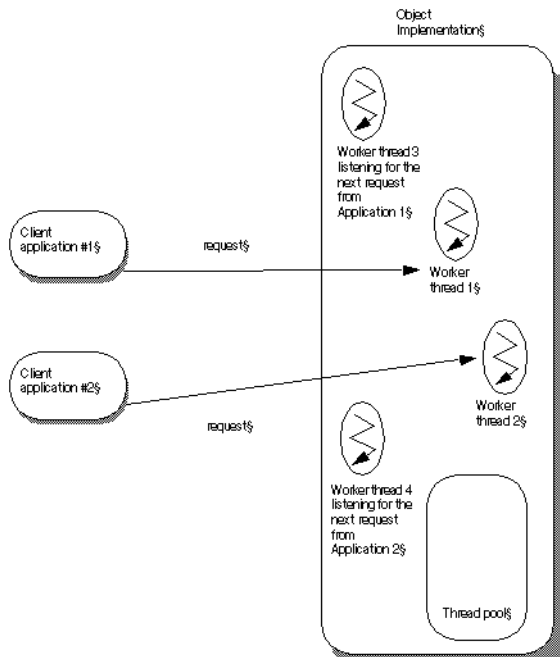 Object
Implementation§
Worker thread 3
listening for the
next request
from
Application 1§
Client
application #1§
request§
Worker
thread 1§
Client
application #2§
request§
Worker
thread 2§
Worker thread 4
listening for the
next request
from
Application 2§
Thread pool§